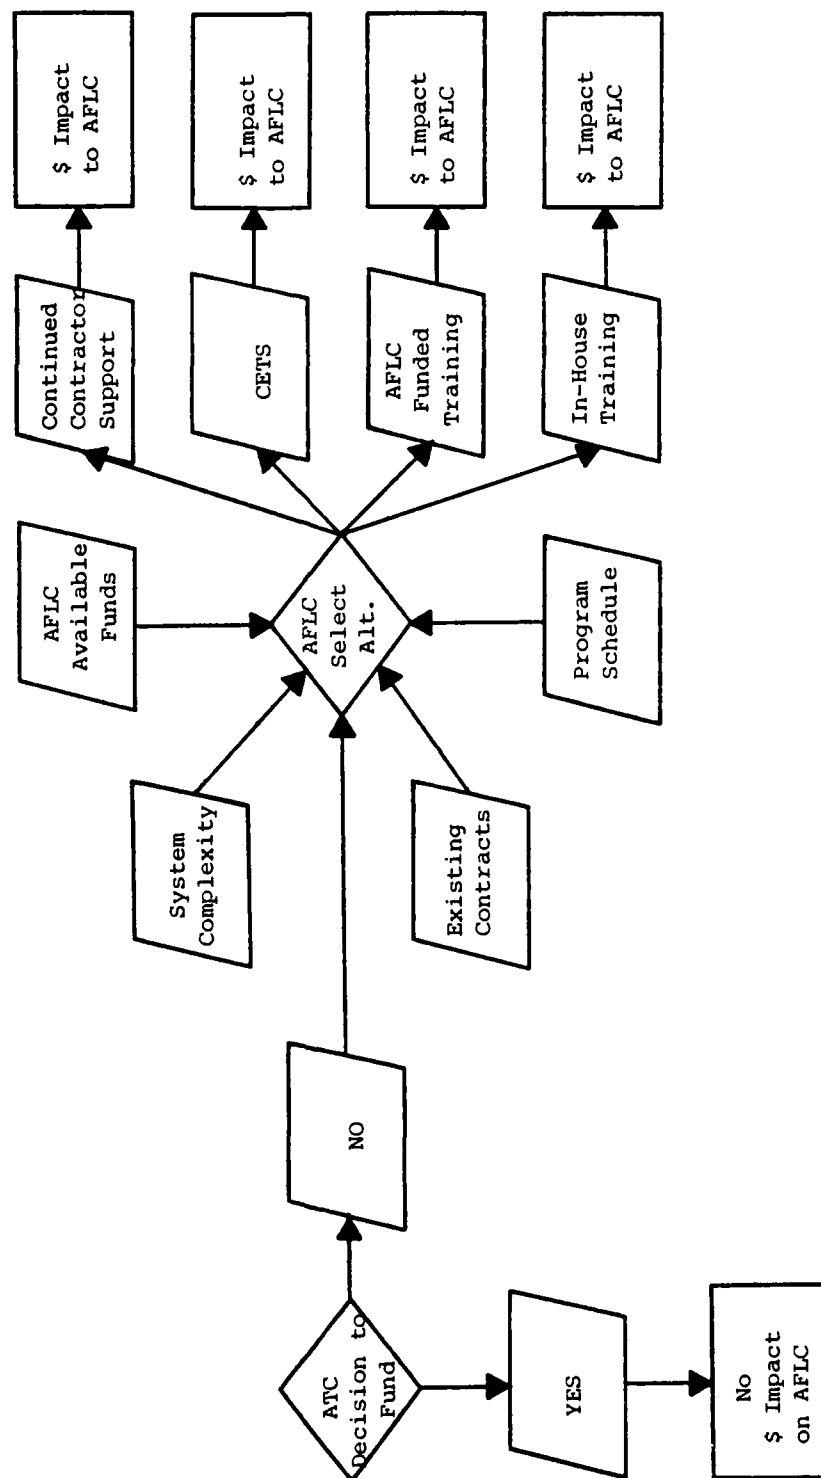 ATC
Decision to
Fund
YES
No
$ Impact
on AFLC
NO
System
Complexity
Existing
Contracts
AFLC
Available
Funds
AFLC
Select
Alt.
Program
Schedule
Continued
Contractor
Support
$ Impact
to AFLC
CETS
$ Impact
to AFLC
AFLC
Funded
Training
$ Impact
to AFLC
In-House
Training
$ Impact
to AFLC